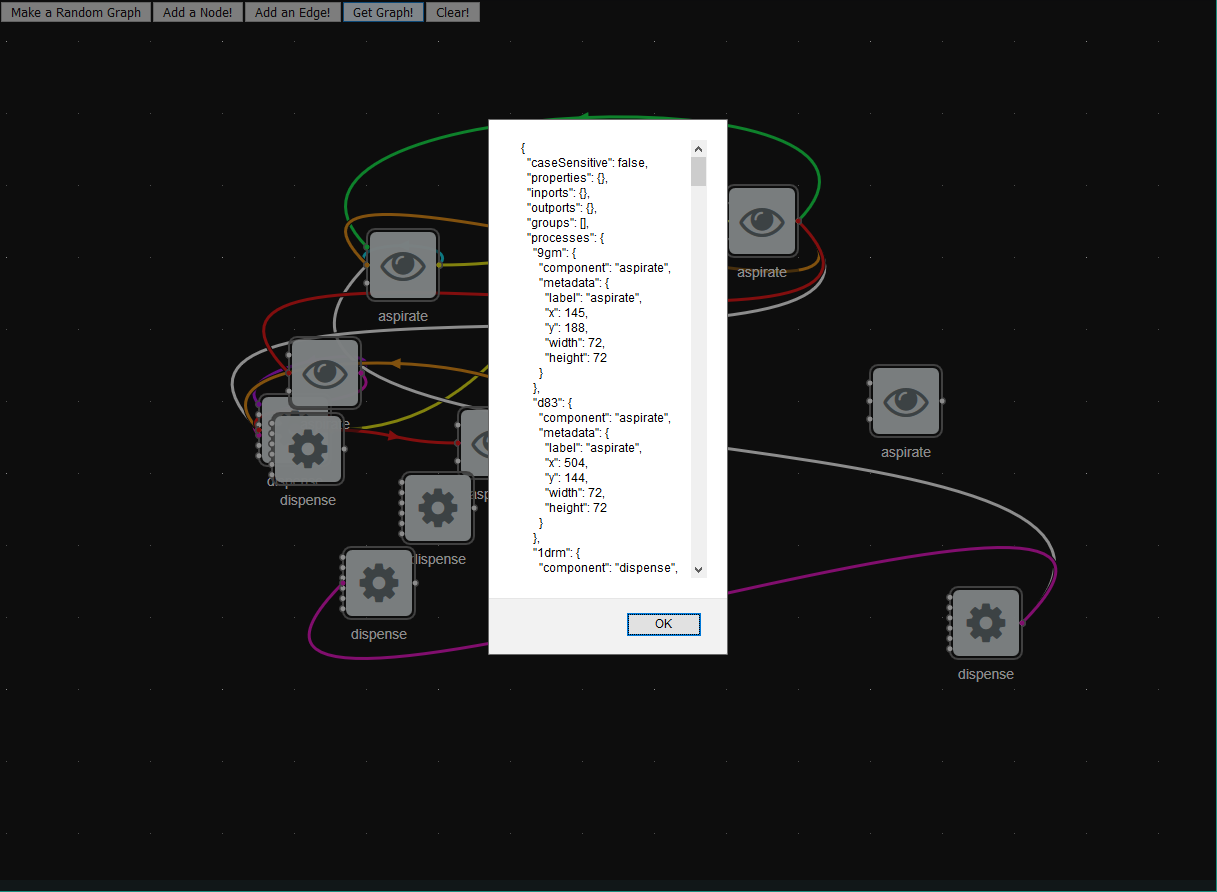 Make a Random Graph
Add a Node!
Add an Edge!
Get Graph!
Clear!
{
"caseSensitive": false,
"properties": {},
"inports": {},
"outports": {},
"groups": [],
"processes": {
"9gm": {
"component": "aspirate",
"metadata": {
"label": "aspirate",
"x": 145,
"y": 188,
"width": 72,
"height": 72
}
},
"d83": {
"component": "aspirate",
"metadata": {
"label": "aspirate",
"x": 504,
"y": 144,
"width": 72,
"height": 72
}
},
"1drm": {
"component": "dispense",
OK
aspirate
aspirate
aspirate
dispense
dispense
dispense
dispense